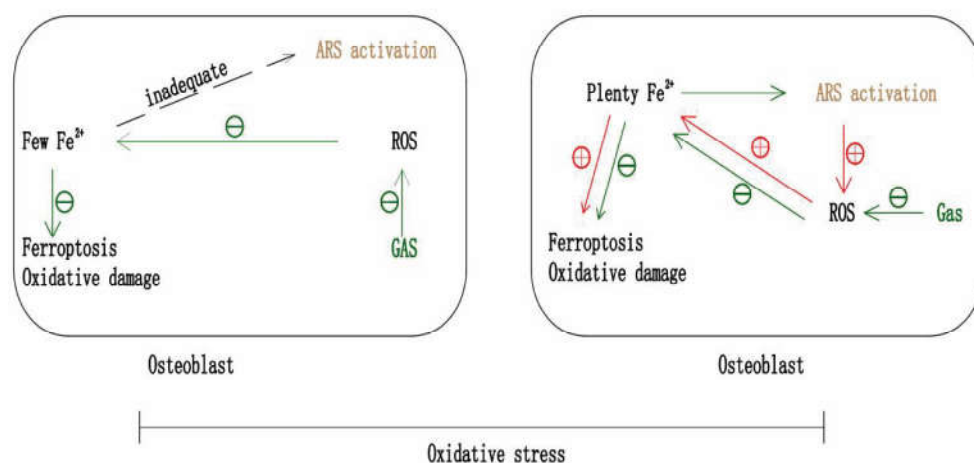 ARS activation
inadequate
Few Fe²⁺
⊖
ROS
⊖
⊖
Ferroptosis
Oxidative damage
GAS
Osteoblast
Plenty Fe²⁺
ARS activation
⊕
⊖
⊕
⊖
⊕
ROS
⊖
Gas
Ferroptosis
Oxidative damage
Osteoblast
Oxidative stress